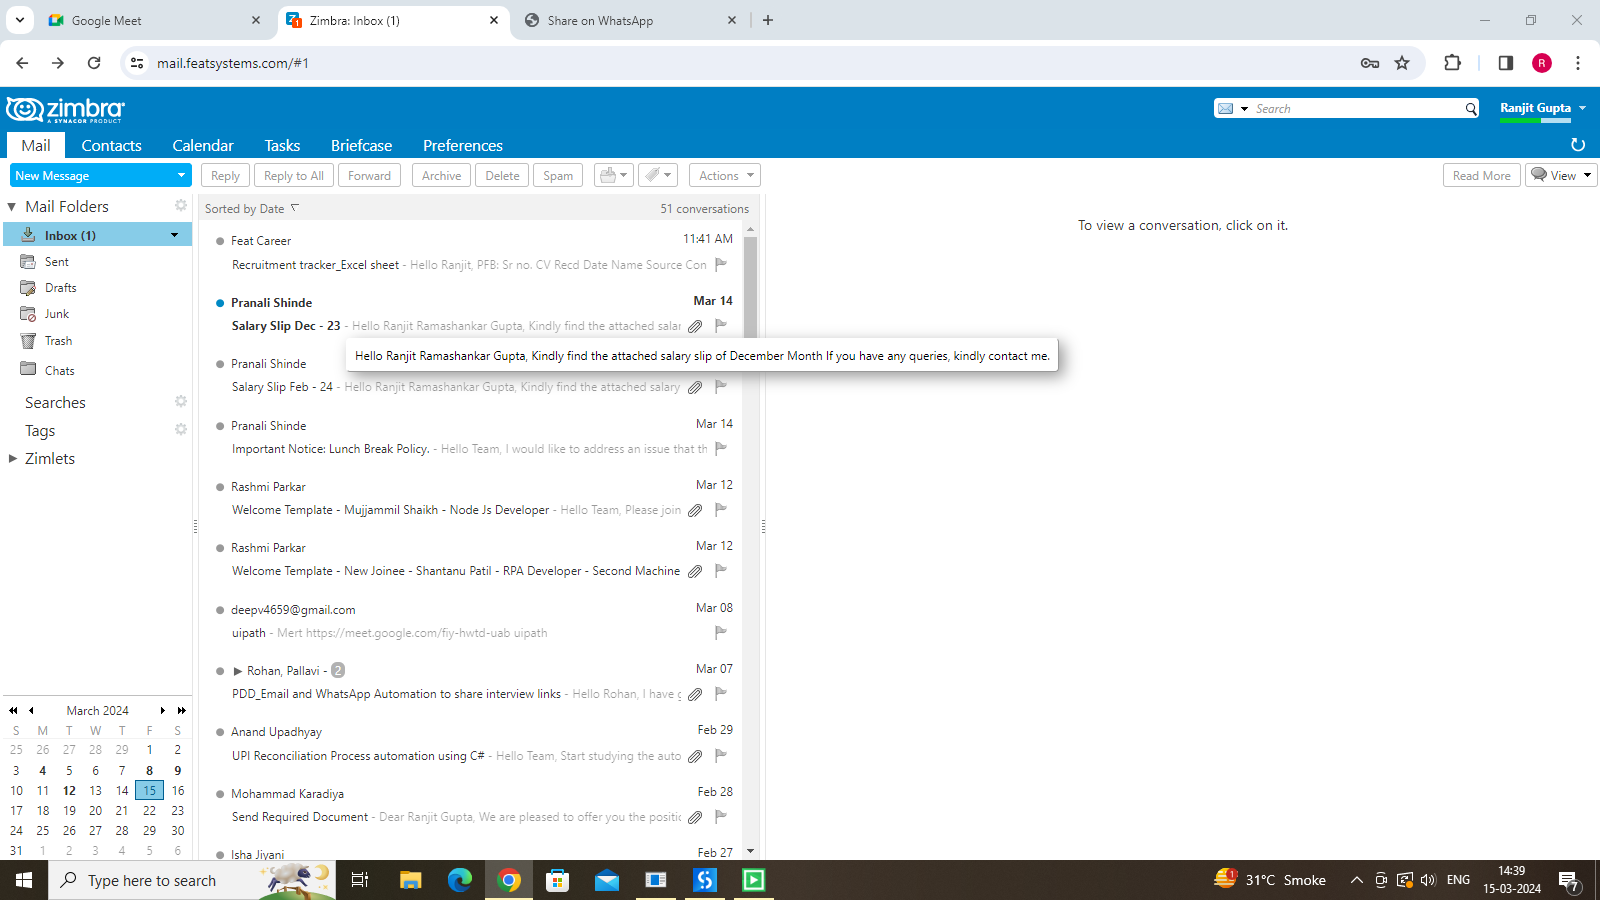 Google Meet
Zimbra: Inbox (1)
Share on WhatsApp
mail.featsystems.com/#1
R
zimbra
A SYNACOR PRODUCT
Search
Ranjit Gupta
Mail Contacts Calendar Tasks Briefcase Preferences
New Message
Reply Reply to All Forward Archive Delete Spam Actions Read More View
Mail Folders
Inbox (1)
Sent
Drafts
Junk
Trash
Chats
Searches
Tags
Zimlets
Sorted by Date 51 conversations
Feat Career 11:41 AM
Recruitment tracker_Excel sheet - Hello Ranjit, PFB: Sr no. CV Recd Date Name Source Con
Pranali Shinde Mar 14
Salary Slip Dec - 23 - Hello Ranjit Ramashankar Gupta, Kindly find the attached salar
Hello Ranjit Ramashankar Gupta, Kindly find the attached salary slip of December Month If you have any queries, kindly contact me.
Pranali Shinde
Salary Slip Feb - 24 - Hello Ranjit Ramashankar Gupta, Kindly find the attached salary
Pranali Shinde Mar 14
Important Notice: Lunch Break Policy. - Hello Team, I would like to address an issue that th
Rashmi Parkar Mar 12
Welcome Template - Mujjammil Shaikh - Node Js Developer - Hello Team, Please join
Rashmi Parkar Mar 12
Welcome Template - New Joinee - Shantanu Patil - RPA Developer - Second Machine
deepv4659@gmail.com Mar 08
uipath - Mert https://meet.google.com/fiy-hwtd-uab uipath
Rohan, Pallavi - 2 Mar 07
PDD_Email and WhatsApp Automation to share interview links - Hello Rohan, I have g
Anand Upadhyay Feb 29
UPI Reconciliation Process automation using C# - Hello Team, Start studying the auto
Mohammad Karadiya Feb 28
Send Required Document - Dear Ranjit Gupta, We are pleased to offer you the positic
Isha Jiyani Feb 27
To view a conversation, click on it.
March 2024
S M T W T F S
25 26 27 28 29 1 2
3 4 5 6 7 8 9
10 11 12 13 14 15 16
17 18 19 20 21 22 23
24 25 26 27 28 29 30
31 1 2 3 4 5 6
Type here to search
1
31°C Smoke
ENG
14:39
15-03-2024
7